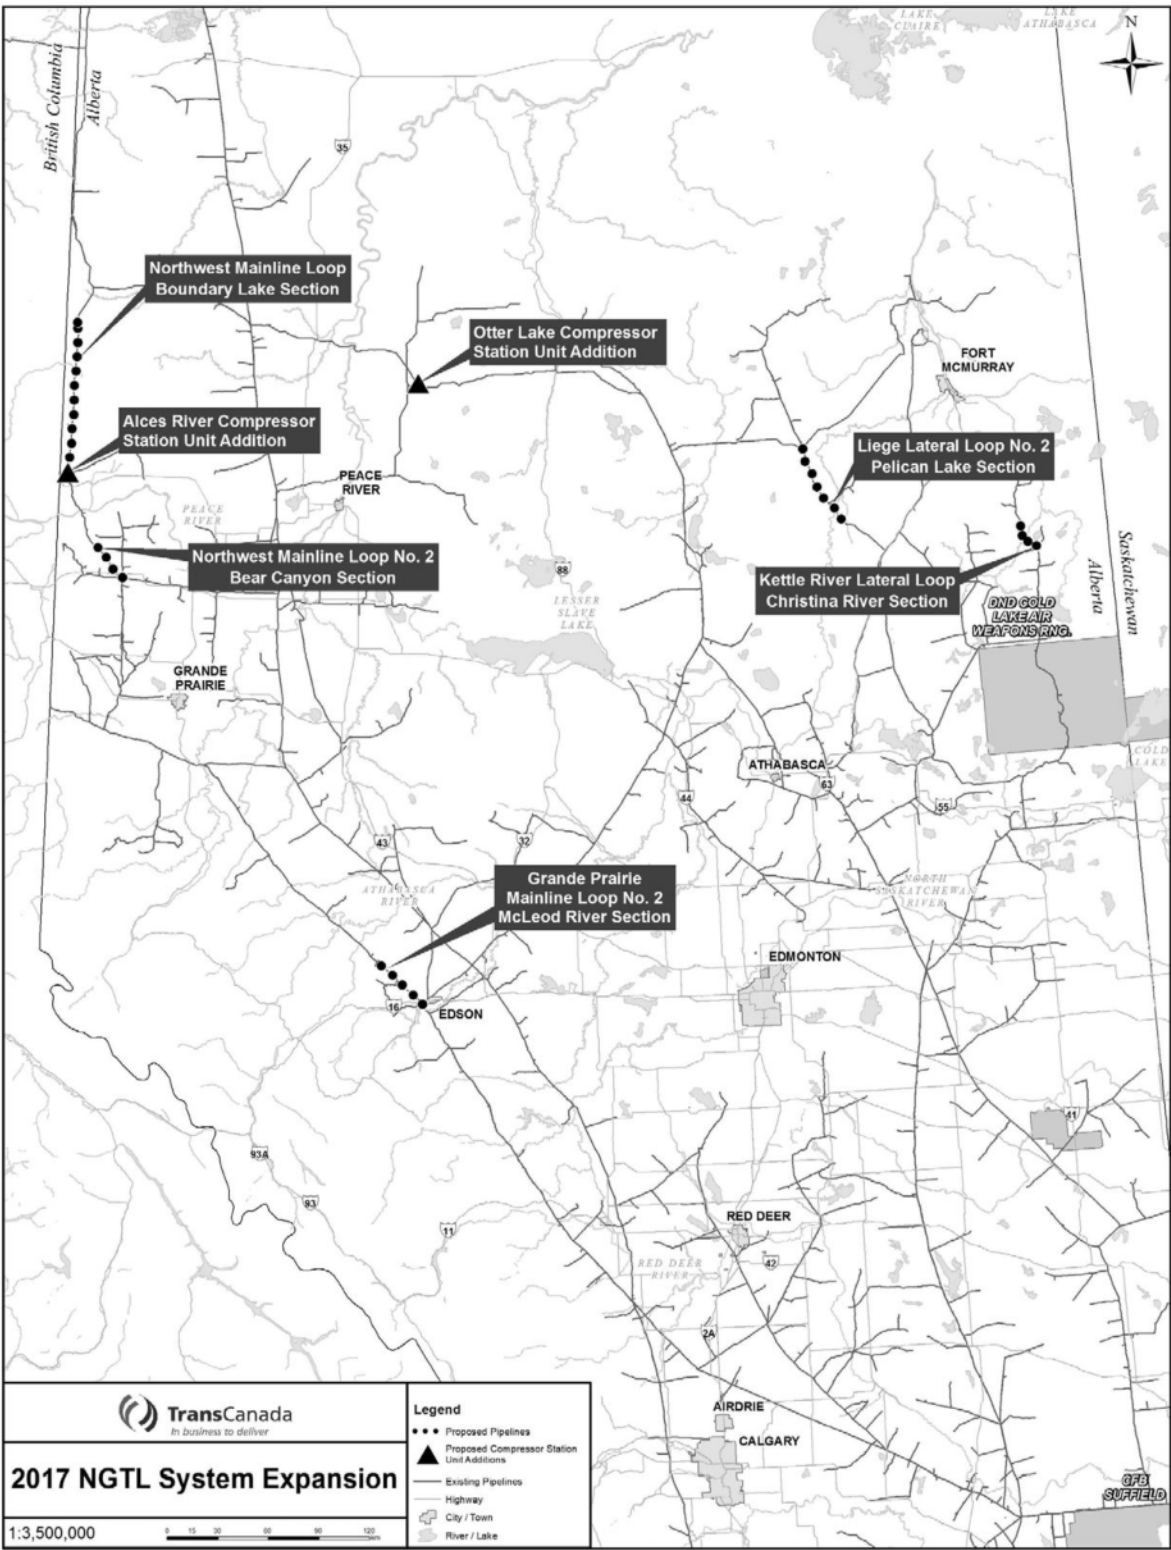 LAKE
CLAIRE
LAKE
ATHABASCA
N
British Columbia
Alberta
35
Northwest Mainline Loop
Boundary Lake Section
Otter Lake Compressor
Station Unit Addition
FORT
MCMURRAY
Alces River Compressor
Station Unit Addition
Liege Lateral Loop No. 2
Pelican Lake Section
PEACE
RIVER
PEACE
RIVER
Northwest Mainline Loop No. 2
Bear Canyon Section
88
Kettle River Lateral Loop
Christina River Section
Saskatchewan
Alberta
LESSER
SLAVE
LAKE
DND COLD
LAKE AIR
WEAPONS RNG.
GRANDE
PRAIRIE
COLD
LAKE
ATHABASCA
63
44
55
43
32
Grande Prairie
Mainline Loop No. 2
McLeod River Section
ATHABASCA
RIVER
NORTH
SASKATCHEWAN
RIVER
EDMONTON
16
EDSON
41
93A
93
11
RED DEER
RED DEER
RIVER
42
2A
AIRDRIE
CALGARY
CFB
SUFFIELD
TransCanada
In business to deliver
2017 NGTL System Expansion
1:3,500,000
0 15 30 60 90 120
Legend
Proposed Pipelines
Proposed Compressor Station
Unit Additions
Existing Pipelines
Highway
City / Town
River / Lake